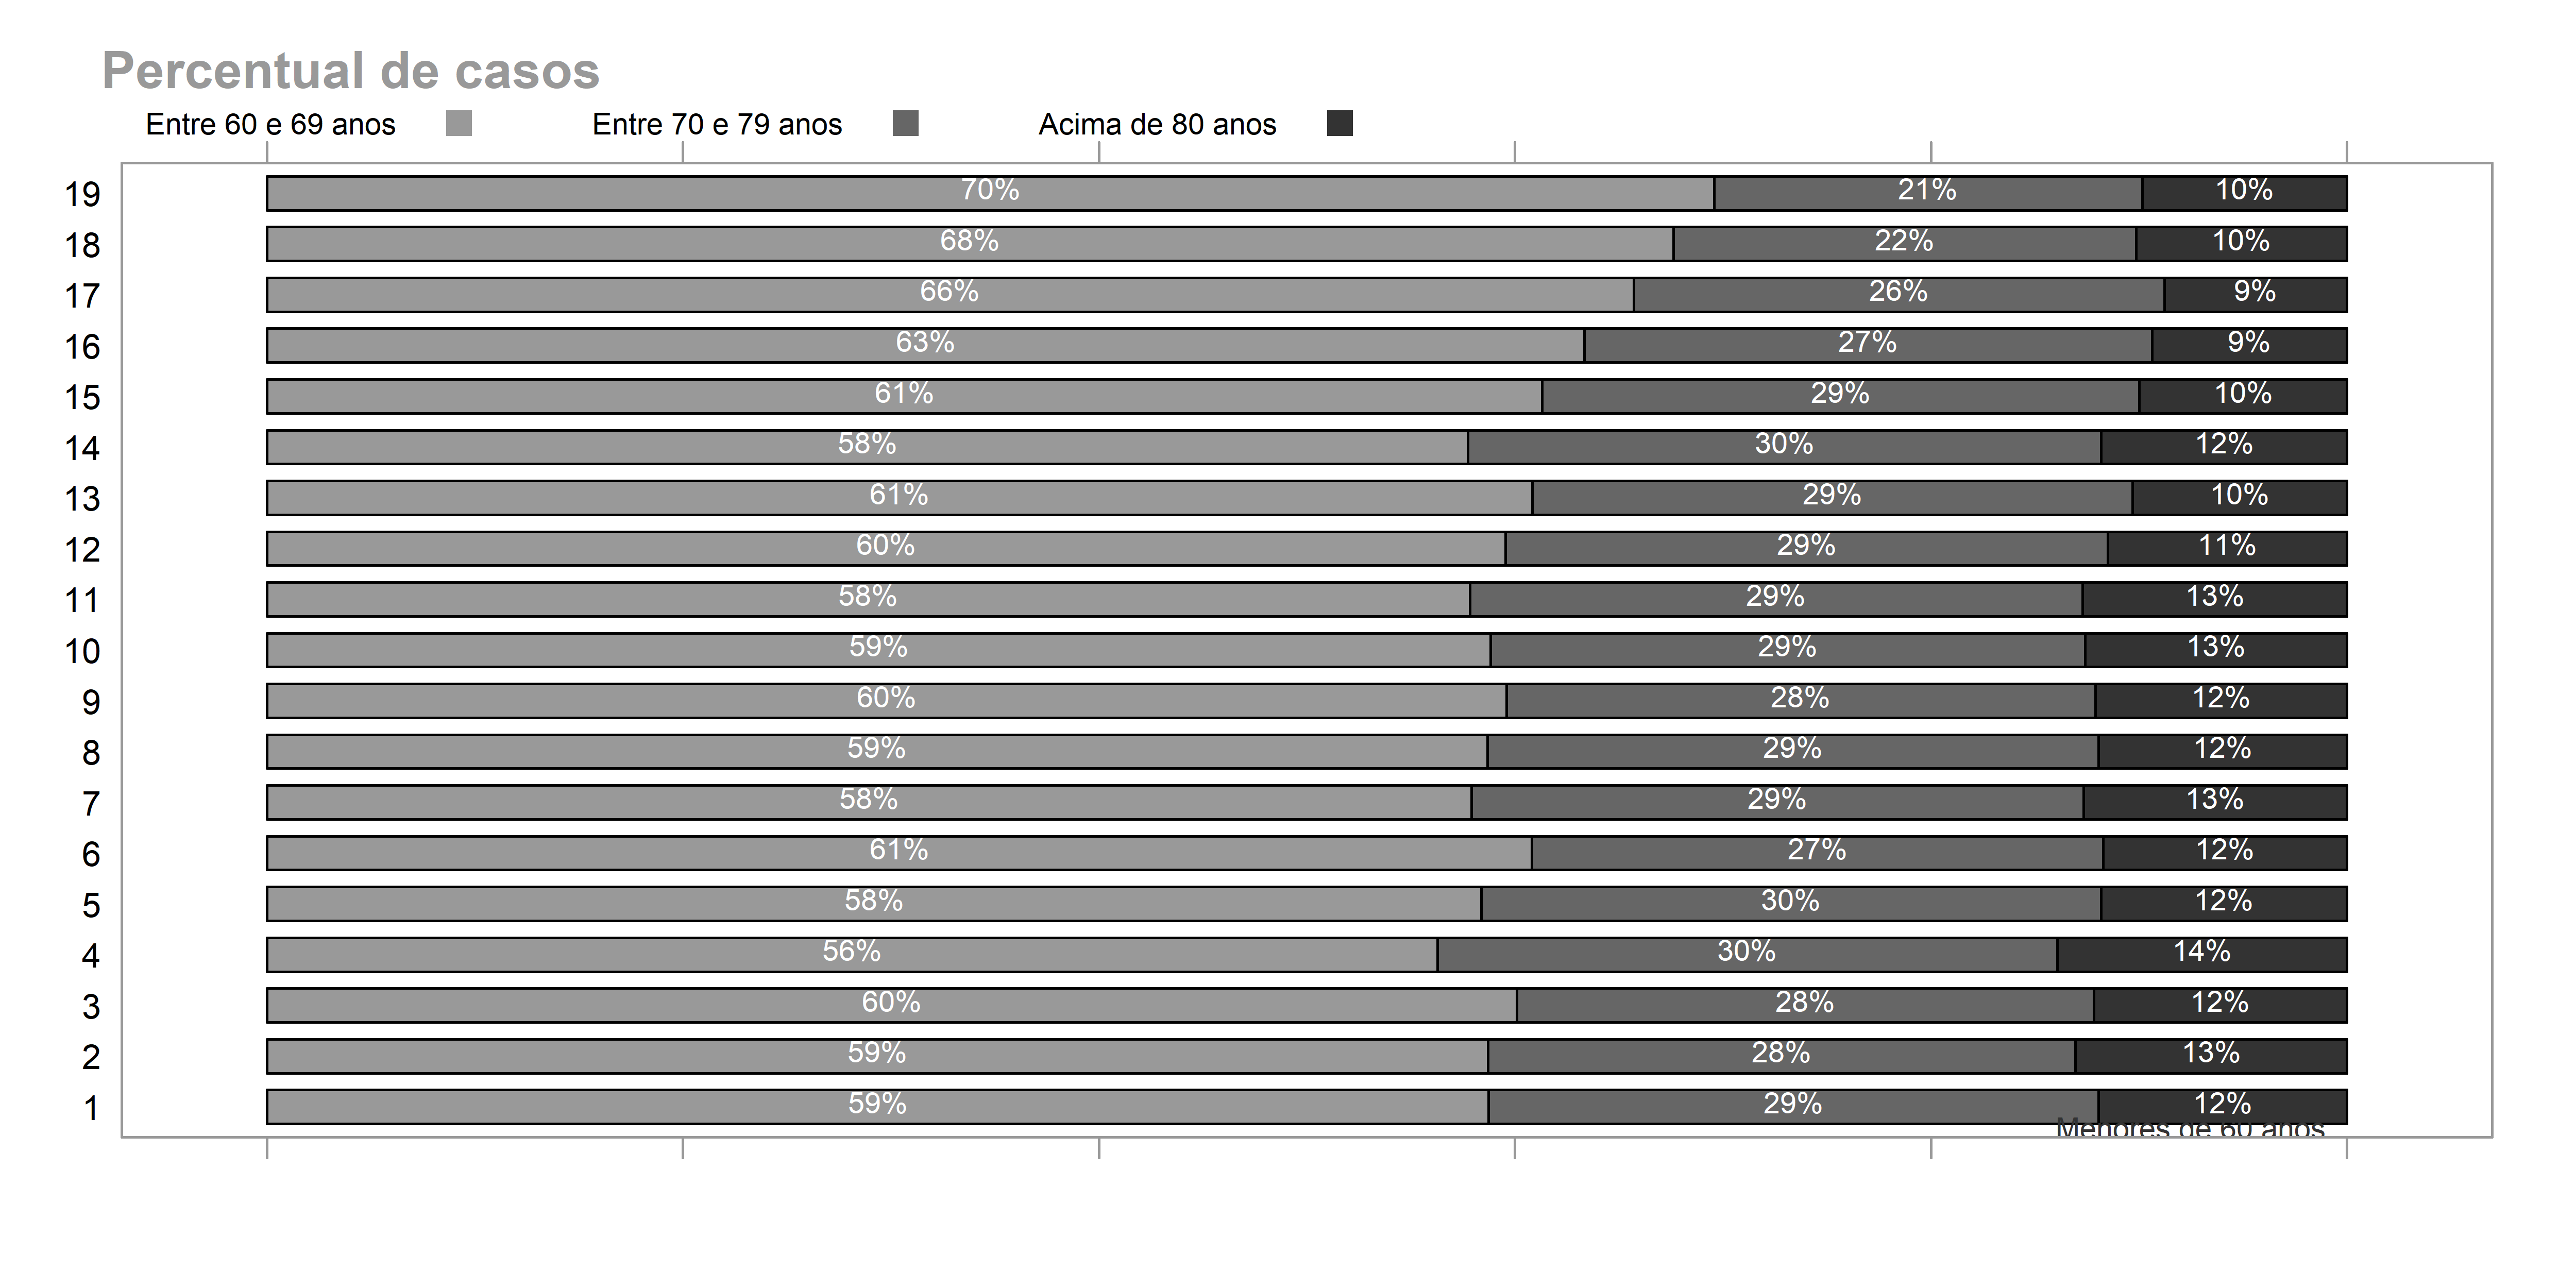 Percentual de casos
Entre 60 e 69 anos Entre 70 e 79 anos Acima de 80 anos
19 70% 21% 10%
18 68% 22% 10%
17 66% 26% 9%
16 63% 27% 9%
15 61% 29% 10%
14 58% 30% 12%
13 61% 29% 10%
12 60% 29% 11%
11 58% 29% 13%
10 59% 29% 13%
9 60% 28% 12%
8 59% 29% 12%
7 58% 29% 13%
6 61% 27% 12%
5 58% 30% 12%
4 56% 30% 14%
3 60% 28% 12%
2 59% 28% 13%
1 59% 29% 12%
Menores de 60 anos